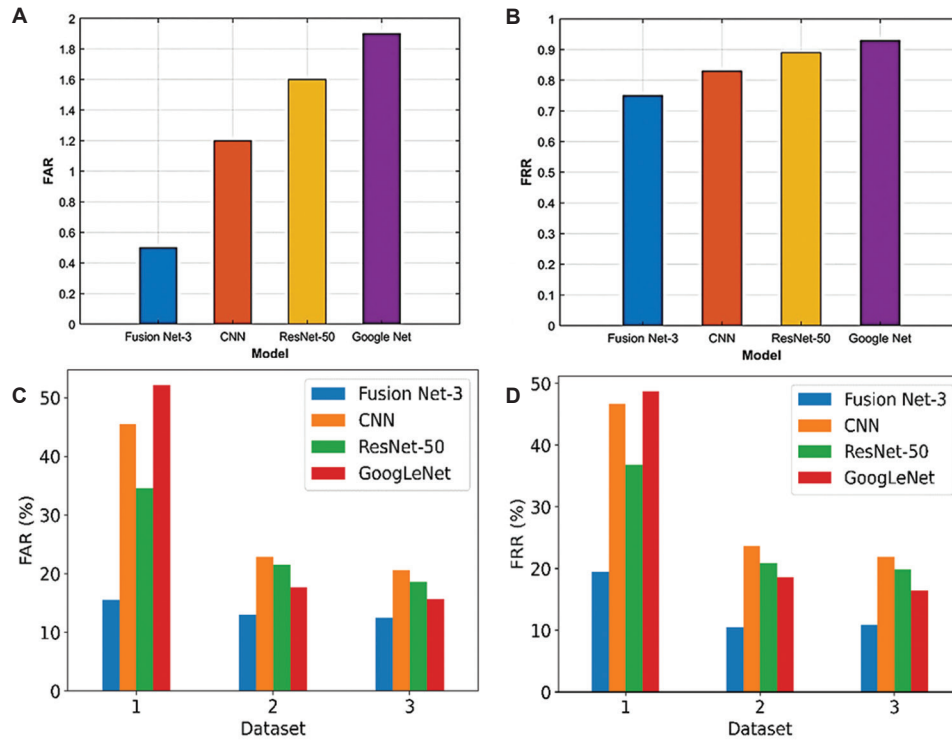 A
2
1.8
1.6
1.4
1.2
1
0.8
0.6
0.4
0.2
0
FAR
Fusion Net-3 CNN ResNet-50 Google Net
Model
B
1
0.9
0.8
0.7
0.6
0.5
0.4
0.3
0.2
0.1
0
FRR
Fusion Net-3 CNN ResNet-50 Google Net
Model
C
50
40
30
20
10
0
FAR (%)
Fusion Net-3
CNN
ResNet-50
GoogLeNet
1 2 3
Dataset
D
50
40
30
20
10
0
FRR (%)
Fusion Net-3
CNN
ResNet-50
GoogLeNet
1 2 3
Dataset